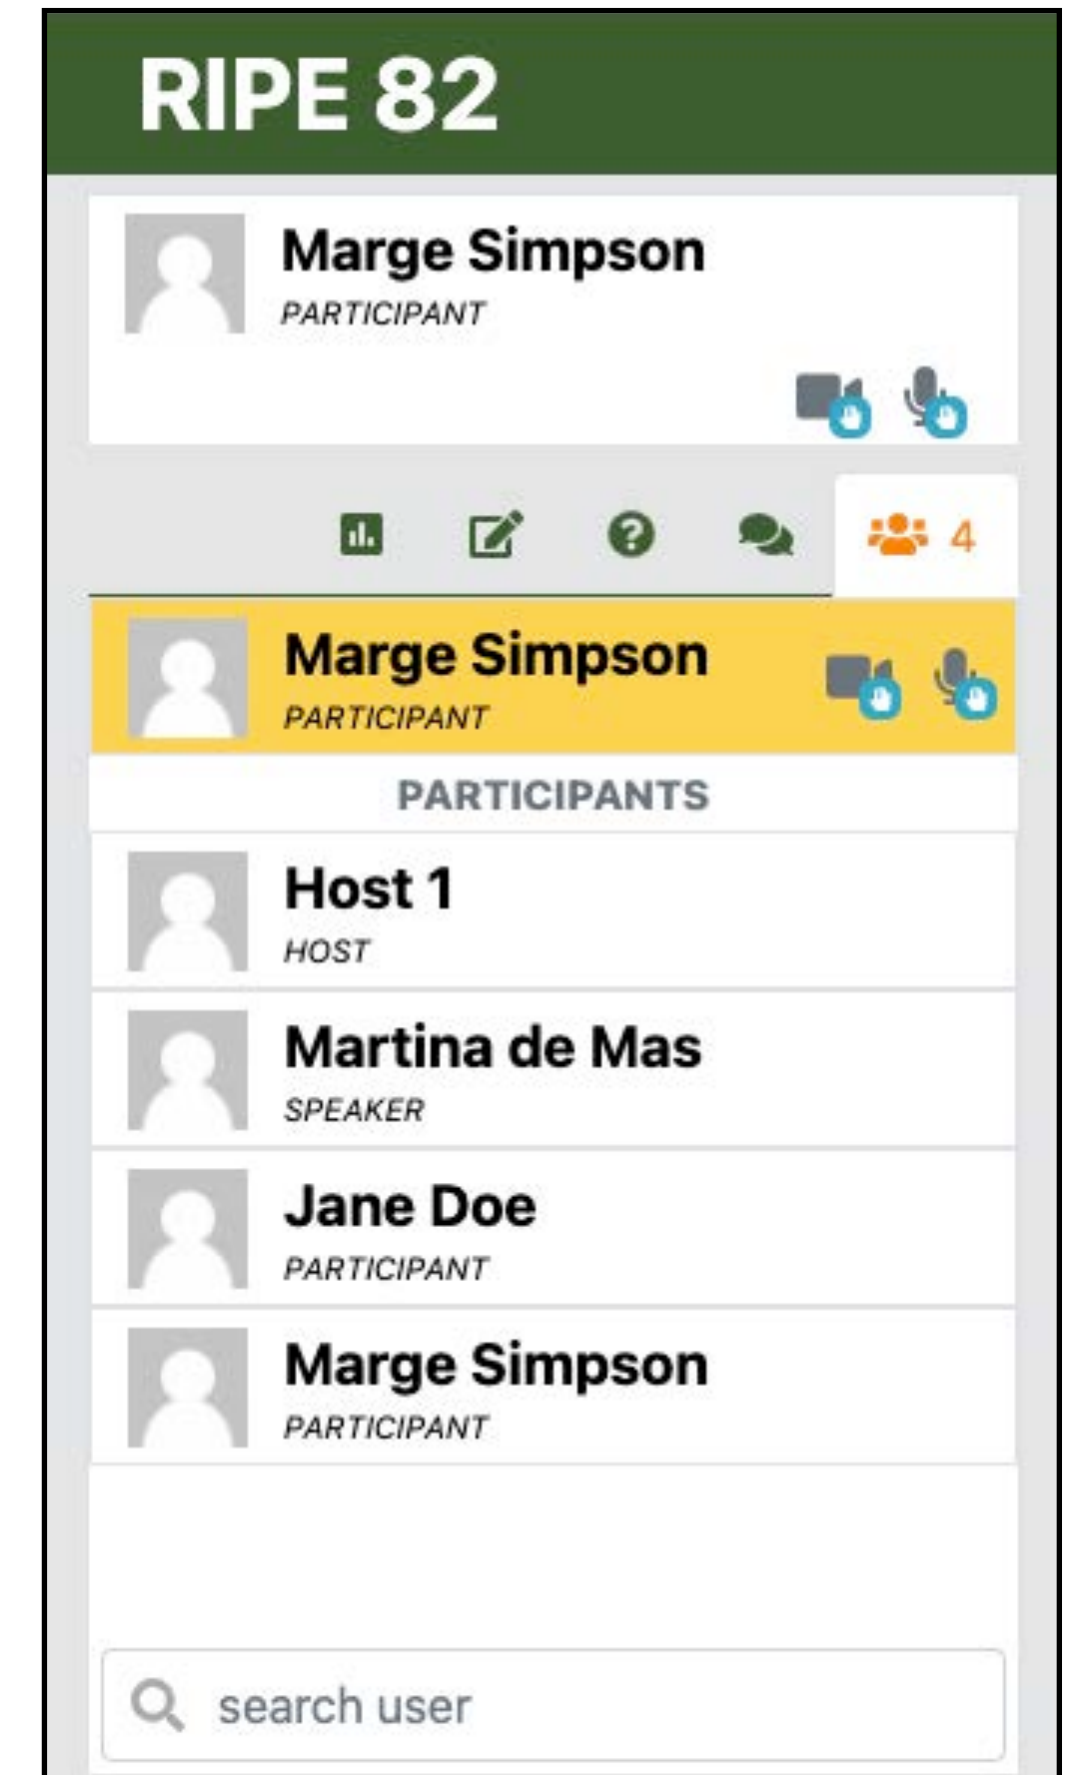 RIPE 82
Marge Simpson
PARTICIPANT
4
Marge Simpson
PARTICIPANT
PARTICIPANTS
Host 1
HOST
Martina de Mas
SPEAKER
Jane Doe
PARTICIPANT
Marge Simpson
PARTICIPANT
search user